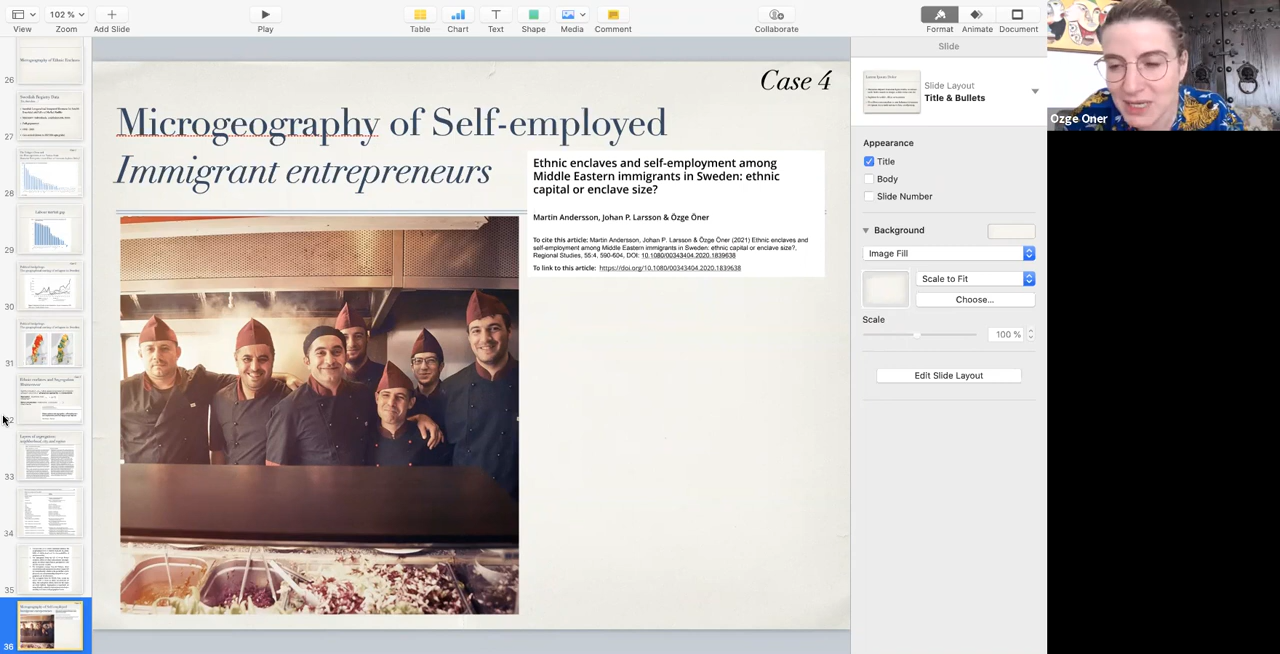 View
102 %
Zoom
Add Slide
Play
Table
Chart
Text
Shape
Media
Comment
Collaborate
Format
Animate
Document
Ozge Oner
26
27
28
29
30
31
32
33
34
35
36
Case 4
Microgeography of Self-employed
Immigrant entrepreneurs
Ethnic enclaves and self-employment among
Middle Eastern immigrants in Sweden: ethnic
capital or enclave size?
Martin Andersson, Johan P. Larsson & Özge Öner
To cite this article: Martin Andersson, Johan P. Larsson & Özge Öner (2021) Ethnic enclaves and
self-employment among Middle Eastern immigrants in Sweden: ethnic capital or enclave size?,
Regional Studies, 55:4, 590-604, DOI: 10.1080/00343404.2020.1839638
To link to this article: https://doi.org/10.1080/00343404.2020.1839638
Slide
Slide Layout
Title & Bullets
Appearance
Title
Body
Slide Number
Background
Image Fill
Scale to Fit
Choose...
Scale
100 %
Edit Slide Layout